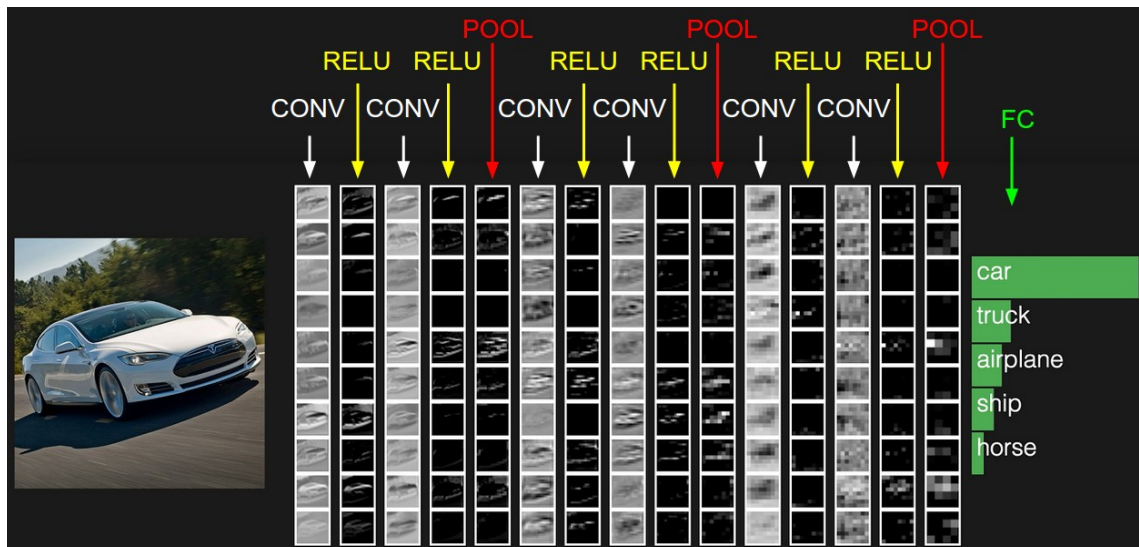 POOL POOL POOL
RELU RELU RELU RELU RELU RELU
CONV CONV CONV CONV CONV CONV
FC
car
truck
airplane
ship
horse